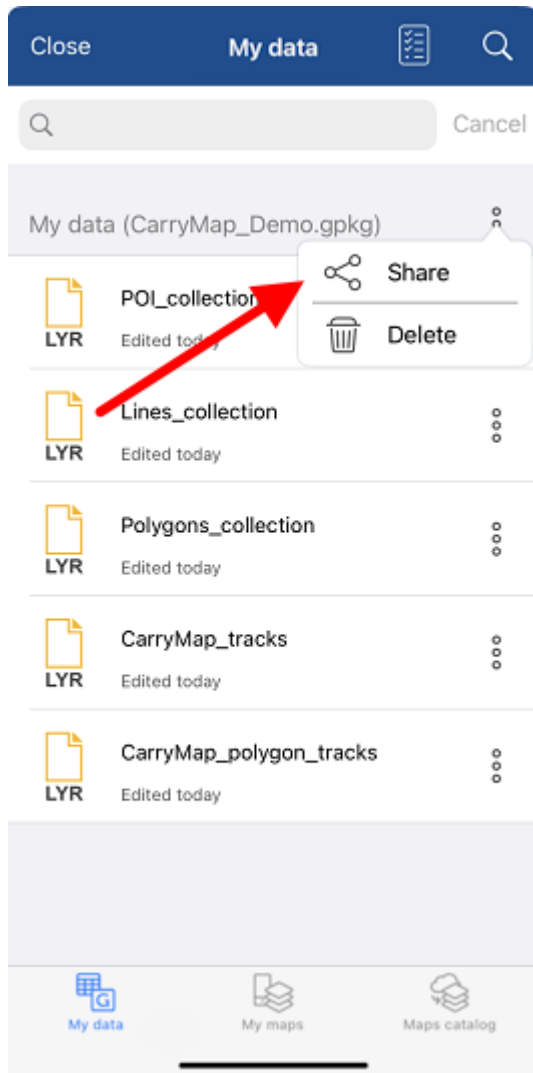 Close My data
Cancel
My data (CarryMap_Demo.gpkg)
Share
Delete
POI_collection
LYR Edited today
Lines_collection
LYR Edited today
Polygons_collection
LYR Edited today
CarryMap_tracks
LYR Edited today
CarryMap_polygon_tracks
LYR Edited today
G
My data My maps Maps catalog